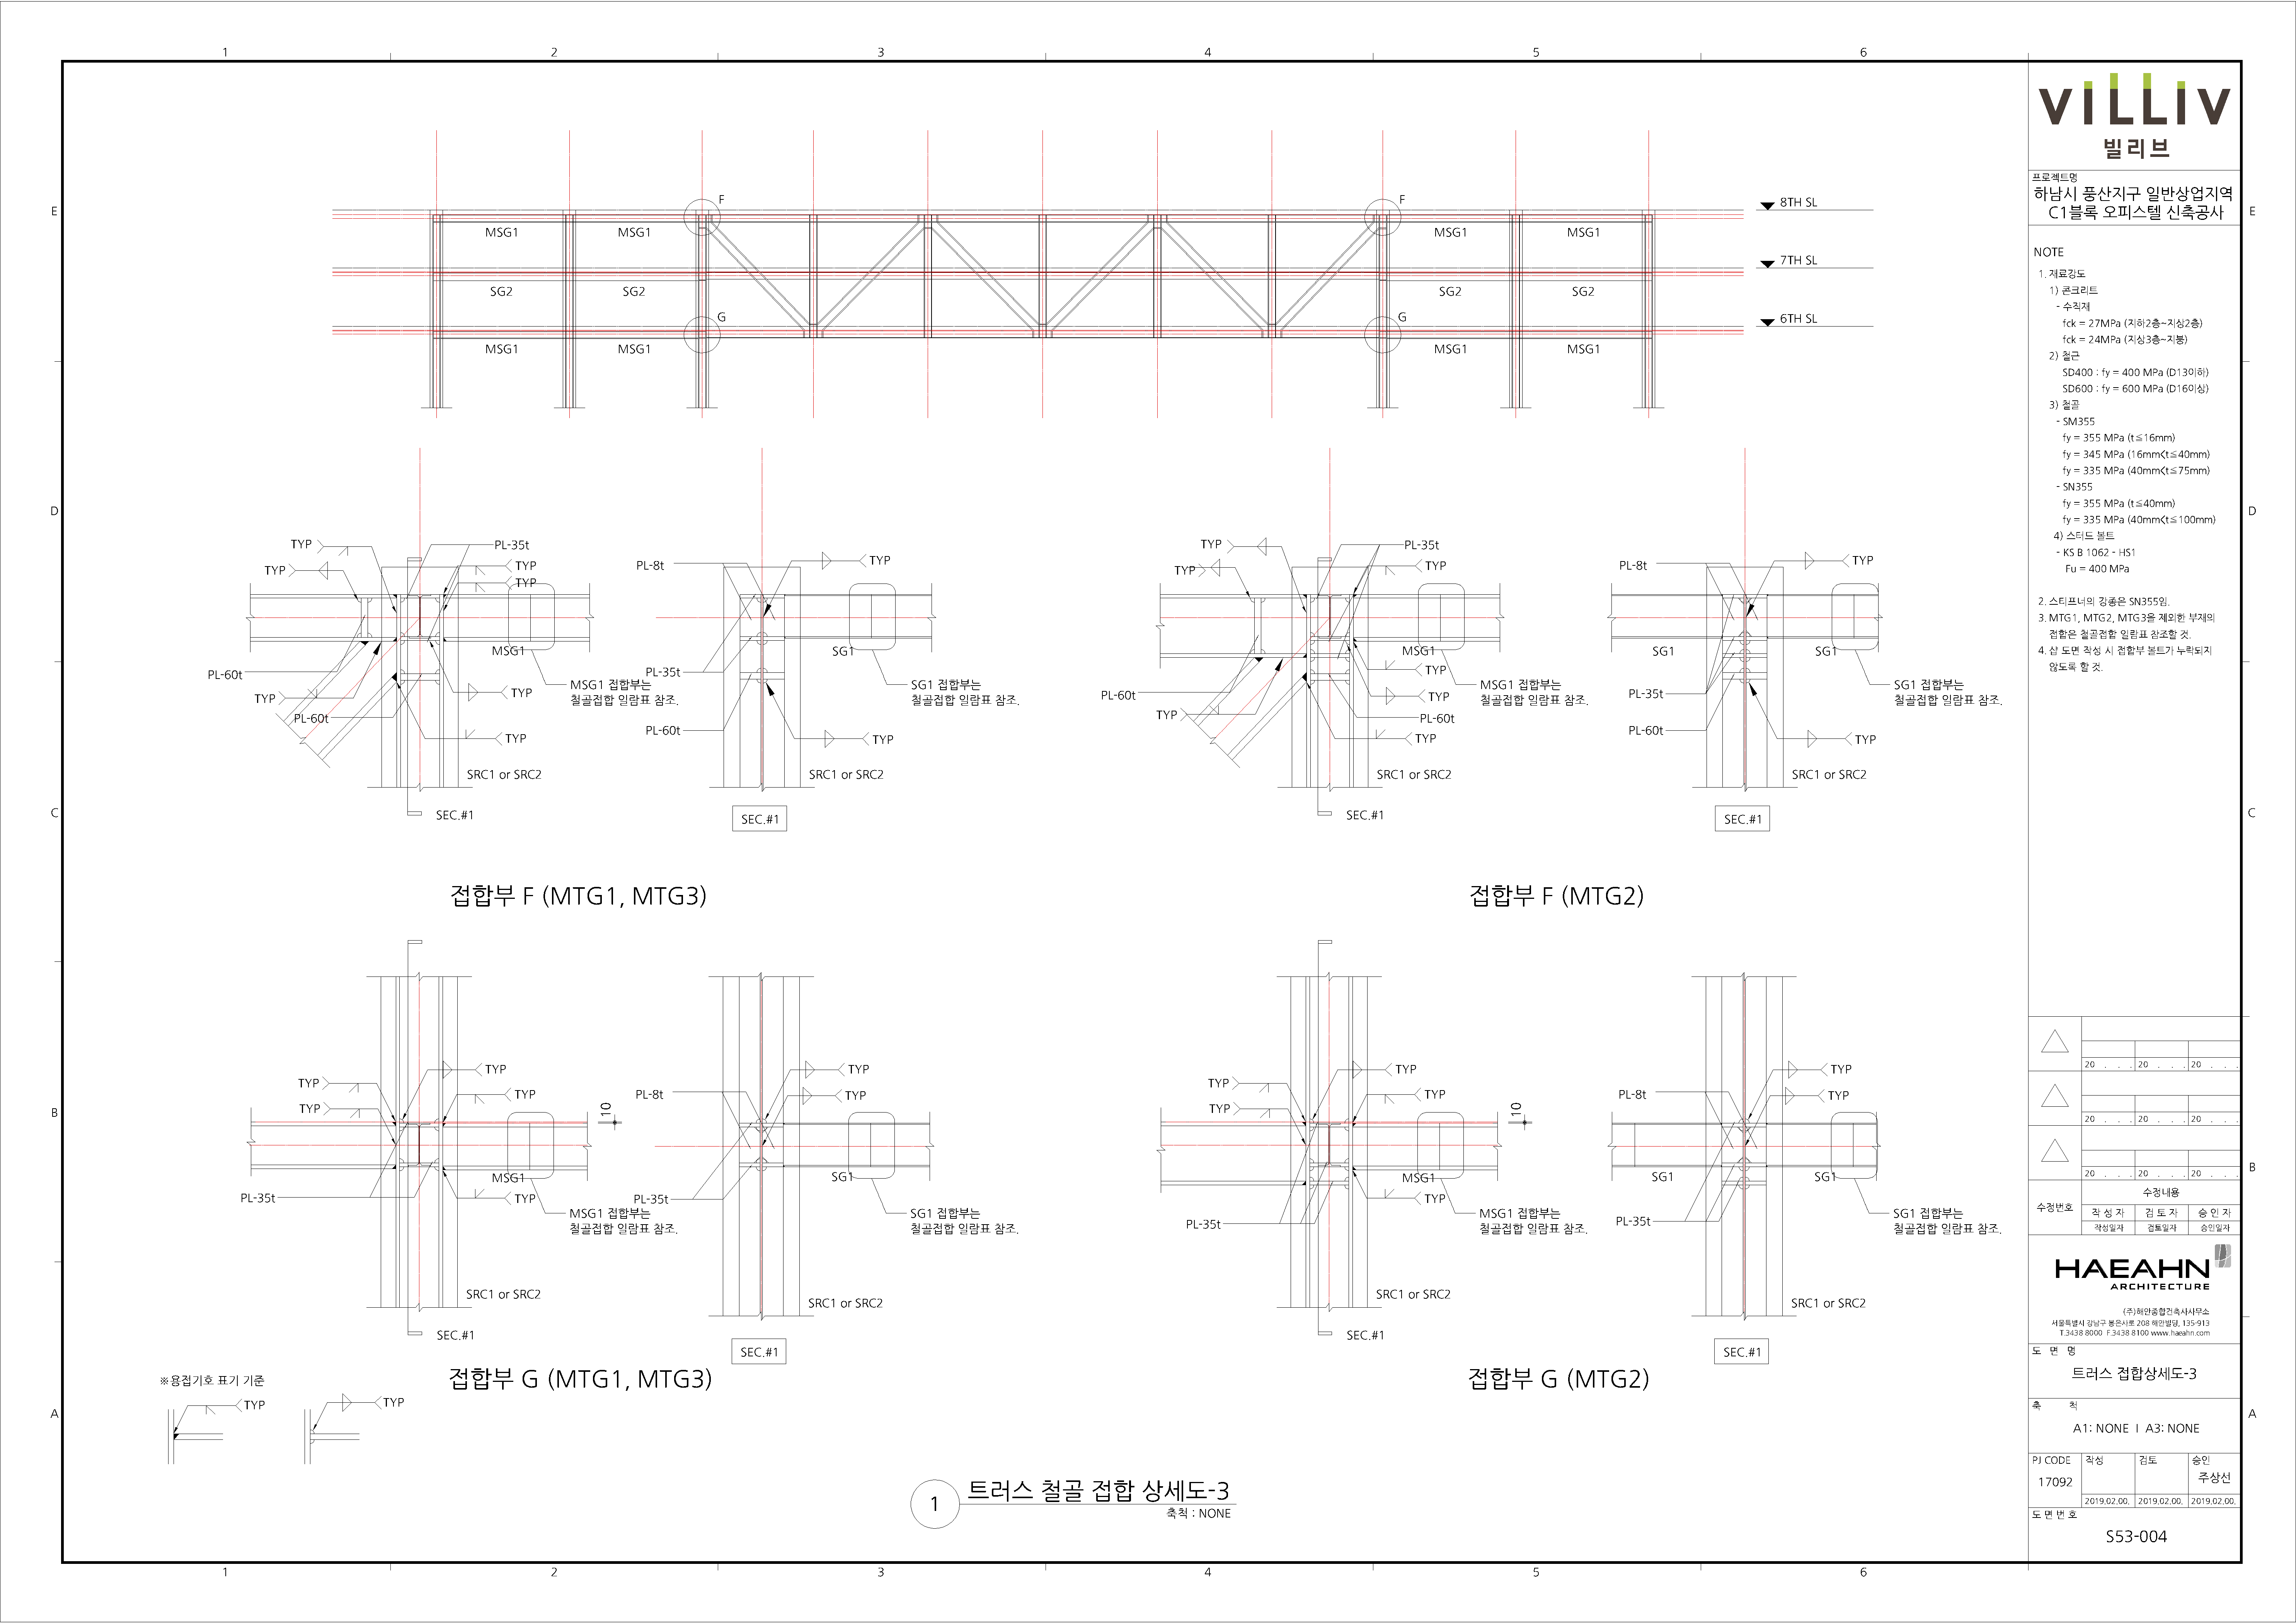 1
2
3
4
5
6
E
D
C
B
A
F
F
8TH SL
MSG1
MSG1
MSG1
MSG1
7TH SL
SG2
SG2
SG2
SG2
G
G
6TH SL
MSG1
MSG1
MSG1
MSG1
TYP
PL-35t
TYP
TYP
TYP
MSG1
MSG1 접합부는
철골접합 일람표 참조.
PL-60t
TYP
TYP
PL-60t
TYP
SRC1 or SRC2
SEC.#1
PL-8t
TYP
SG1
PL-35t
SG1 접합부는
철골접합 일람표 참조.
PL-60t
TYP
SRC1 or SRC2
SEC.#1
접합부 F (MTG1, MTG3)
TYP
PL-35t
TYP
TYP
MSG1
TYP
MSG1 접합부는
철골접합 일람표 참조.
PL-60t
TYP
TYP
PL-60t
TYP
SRC1 or SRC2
SEC.#1
PL-8t
TYP
SG1
SG1
PL-35t
SG1 접합부는
철골접합 일람표 참조.
PL-60t
TYP
SRC1 or SRC2
SEC.#1
접합부 F (MTG2)
TYP
TYP
TYP
TYP
10
MSG1
PL-35t
TYP
MSG1 접합부는
철골접합 일람표 참조.
SRC1 or SRC2
SEC.#1
TYP
PL-8t
TYP
SG1
PL-35t
SG1 접합부는
철골접합 일람표 참조.
SRC1 or SRC2
SEC.#1
접합부 G (MTG1, MTG3)
TYP
TYP
TYP
TYP
10
MSG1
TYP
PL-35t
MSG1 접합부는
철골접합 일람표 참조.
SRC1 or SRC2
SEC.#1
TYP
PL-8t
TYP
SG1
SG1
PL-35t
SG1 접합부는
철골접합 일람표 참조.
SRC1 or SRC2
SEC.#1
접합부 G (MTG2)
※용접기호 표기 기준
TYP
TYP
1
트러스 철골 접합 상세도-3
축척 : NONE
VILLIV
빌리브
프로젝트명
하남시 풍산지구 일반상업지역
C1블록 오피스텔 신축공사
NOTE
1. 재료강도
1) 콘크리트
- 수직재
fck = 27MPa (지하2층~지상2층)
fck = 24MPa (지상3층~지붕)
2) 철근
SD400 : fy = 400 MPa (D13이하)
SD600 : fy = 600 MPa (D16이상)
3) 철골
- SM355
fy = 355 MPa (t≤16mm)
fy = 345 MPa (16mm<t≤40mm)
fy = 335 MPa (40mm<t≤75mm)
- SN355
fy = 355 MPa (t≤40mm)
fy = 335 MPa (40mm<t≤100mm)
4) 스터드 볼트
- KS B 1062 - HS1
Fu = 400 MPa
2. 스티프너의 강종은 SN355임.
3. MTG1, MTG2, MTG3을 제외한 부재의
접합은 철골접합 일람표 참조할 것.
4. 샵 도면 작성 시 접합부 볼트가 누락되지
않도록 할 것.
20 . . . 20 . . . 20 . . .
20 . . . 20 . . . 20 . . .
20 . . . 20 . . . 20 . . .
수정번호
수정내용
작 성 자 검 토 자 승 인 자
작성일자 검토일자 승인일자
HAEAHN
ARCHITECTURE
(주)해안종합건축사사무소
서울특별시 강남구 봉은사로 208 해안빌딩, 135-913
T.3438 8000 F.3438 8100 www.haeahn.com
도 면 명
트러스 접합상세도-3
축 척
A1: NONE I A3: NONE
PJ CODE 작성 검토 승인
17092 주상선
2019.02.00. 2019.02.00. 2019.02.00.
도 면 번 호
S53-004
E
D
C
B
B
A
1
2
3
4
5
6